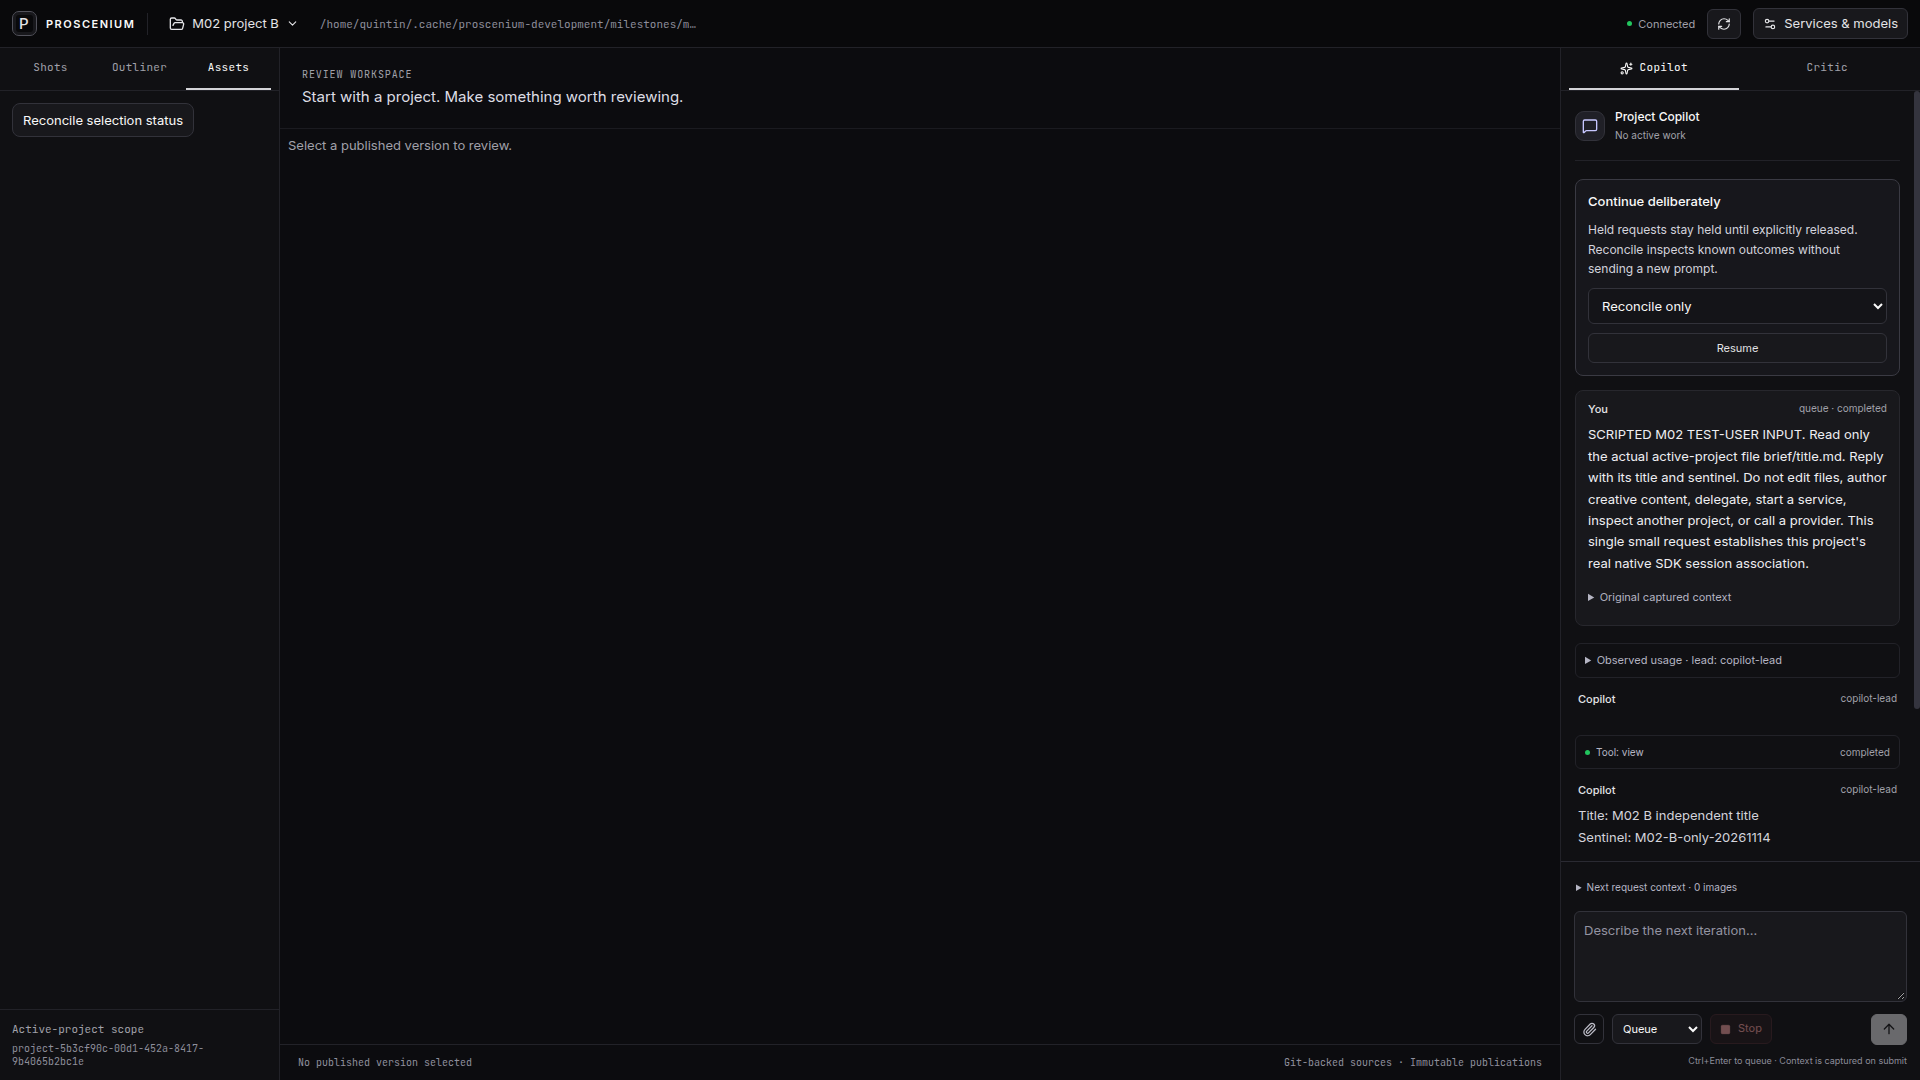 P PROSCENIUM
M02 project B
/home/quintin/.cache/proscenium-development/milestones/m…
Connected
Services & models
Shots
Outliner
Assets
Reconcile selection status
REVIEW WORKSPACE
Start with a project. Make something worth reviewing.
Select a published version to review.
Copilot
Critic
Project Copilot
No active work
Continue deliberately
Held requests stay held until explicitly released.
Reconcile inspects known outcomes without
sending a new prompt.
Reconcile only
Resume
You
queue · completed
SCRIPTED M02 TEST-USER INPUT. Read only
the actual active-project file brief/title.md. Reply
with its title and sentinel. Do not edit files, author
creative content, delegate, start a service,
inspect another project, or call a provider. This
single small request establishes this project's
real native SDK session association.
Original captured context
Observed usage · lead: copilot-lead
Copilot
copilot-lead
Tool: view
completed
Copilot
copilot-lead
Title: M02 B independent title
Sentinel: M02-B-only-20261114
Next request context · 0 images
Describe the next iteration...
Queue
Stop
Ctrl+Enter to queue · Context is captured on submit
Active-project scope
project-5b3cf90c-00d1-452a-8417-
9b4065b2bc1e
No published version selected
Git-backed sources · Immutable publications